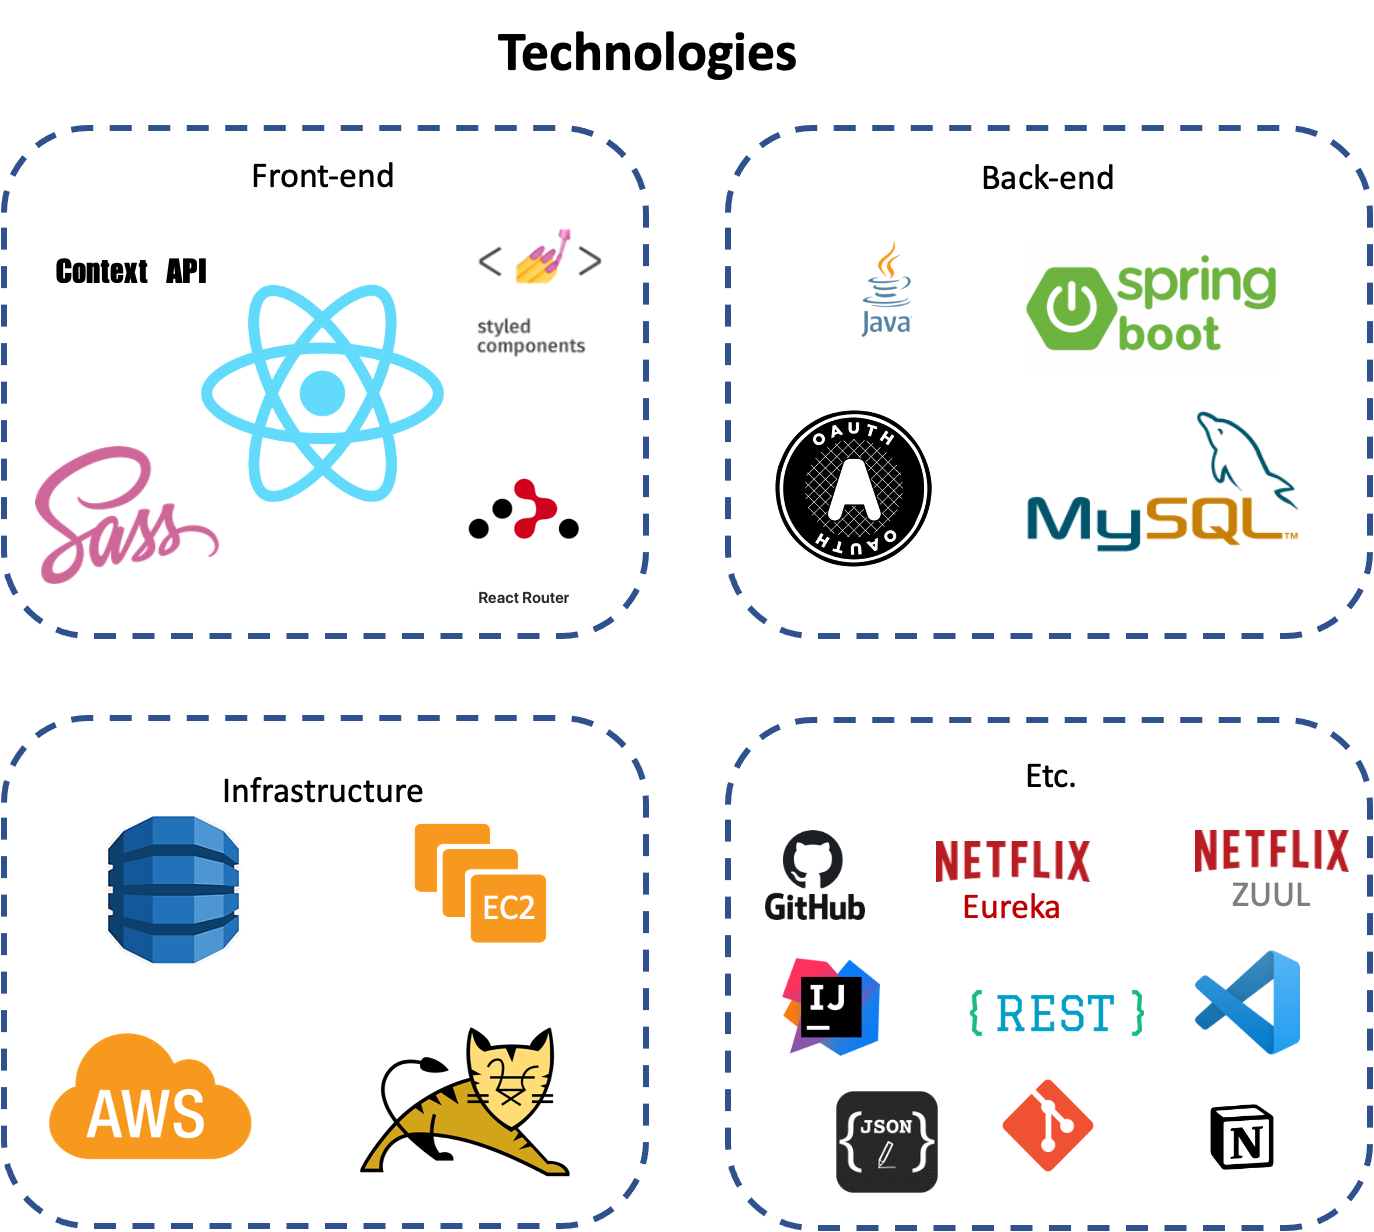 Technologies
Front-end
Context API
styled
components
Sass
React Router
Back-end
Java
spring
boot
OAUTH
A
OAUTH
MySQL™
Infrastructure
EC2
AWS
Etc.
GitHub
NETFLIX
Eureka
NETFLIX
ZUUL
IJ
{ REST }
{JSON}
N